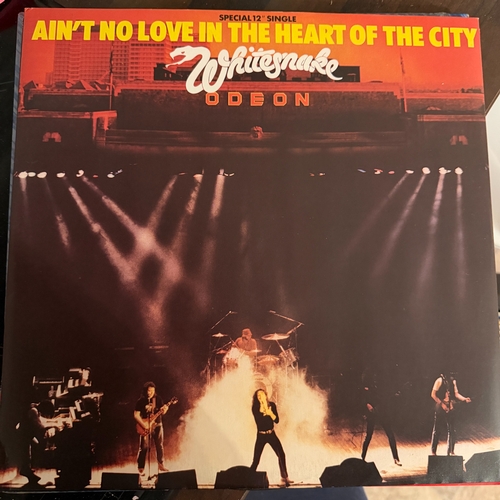 SPECIAL 12" SINGLE
AIN'T NO LOVE IN THE HEART OF THE CITY
Whitesnake
ODEON